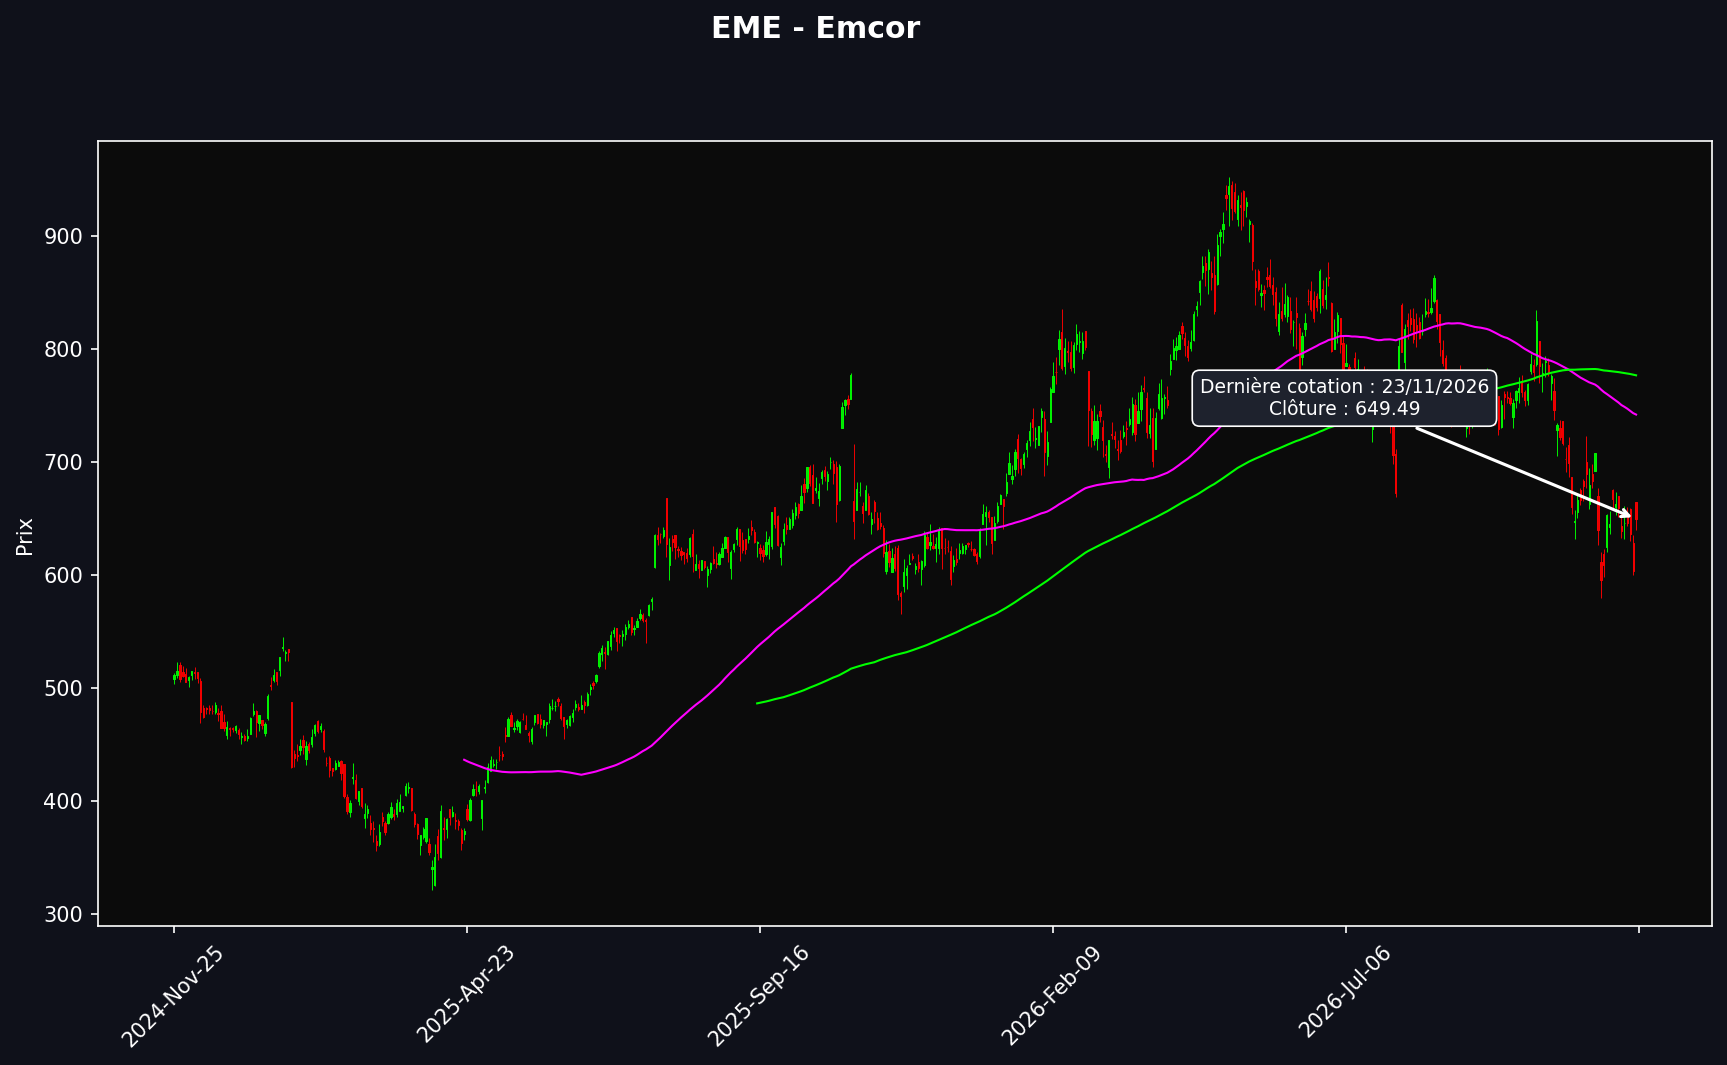 EME - Emcor
Prix
900
800
700
600
500
400
300
Dernière cotation : 23/11/2026
Clôture : 649.49
2024-Nov-25
2025-Apr-23
2025-Sep-16
2026-Feb-09
2026-Jul-06